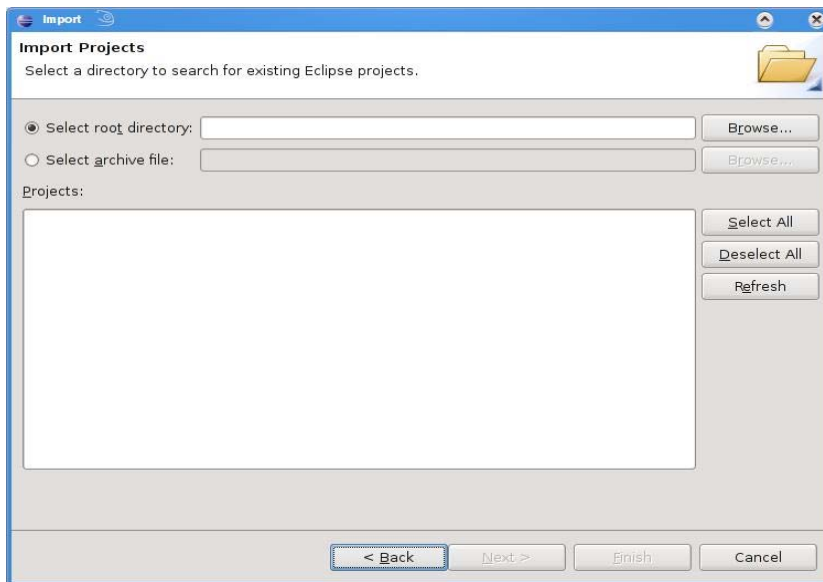 Import
Import Projects
Select a directory to search for existing Eclipse projects.
Select root directory:
Browse...
Select archive file:
Browse...
Projects:
Select All
Deselect All
Refresh
< Back
Next >
Finish
Cancel